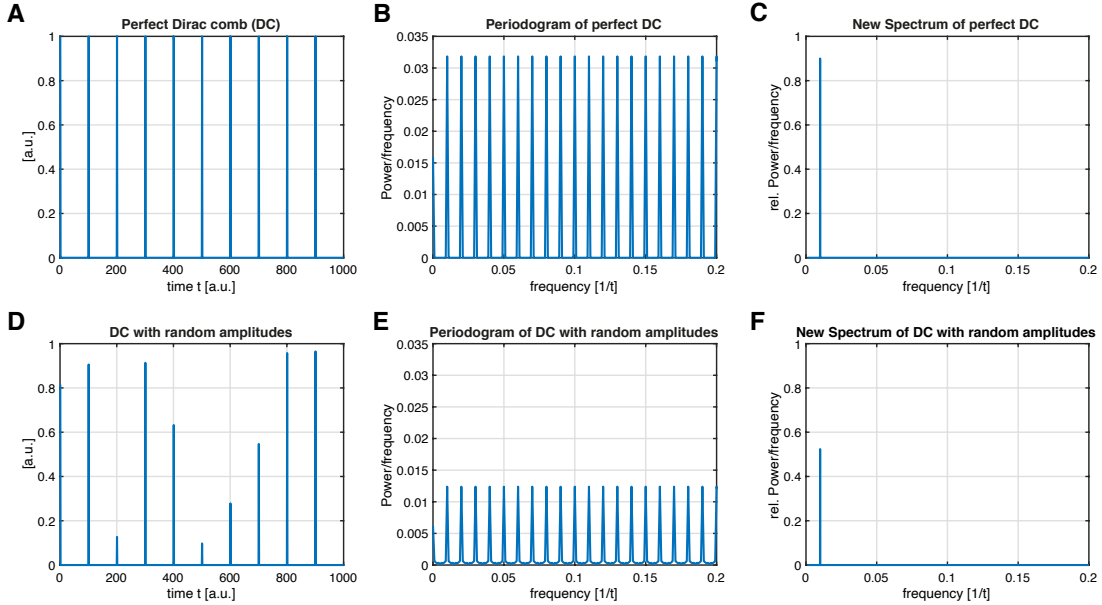 A
Perfect Dirac comb (DC)
1
0.8
0.6
0.4
0.2
0
[a.u.]
0 200 400 600 800 1000
time t [a.u.]
B
Periodogram of perfect DC
0.035
0.03
0.025
0.02
0.015
0.01
0.005
0
Power/frequency
0 0.05 0.1 0.15 0.2
frequency [1/t]
C
New Spectrum of perfect DC
1
0.8
0.6
0.4
0.2
0
rel. Power/frequency
0 0.05 0.1 0.15 0.2
frequency [1/t]
D
DC with random amplitudes
1
0.8
0.6
0.4
0.2
0
[a.u.]
0 200 400 600 800 1000
time t [a.u.]
E
Periodogram of DC with random amplitudes
0.035
0.03
0.025
0.02
0.015
0.01
0.005
0
Power/frequency
0 0.05 0.1 0.15 0.2
frequency [1/t]
F
New Spectrum of DC with random amplitudes
1
0.8
0.6
0.4
0.2
0
rel. Power/frequency
0 0.05 0.1 0.15 0.2
frequency [1/t]